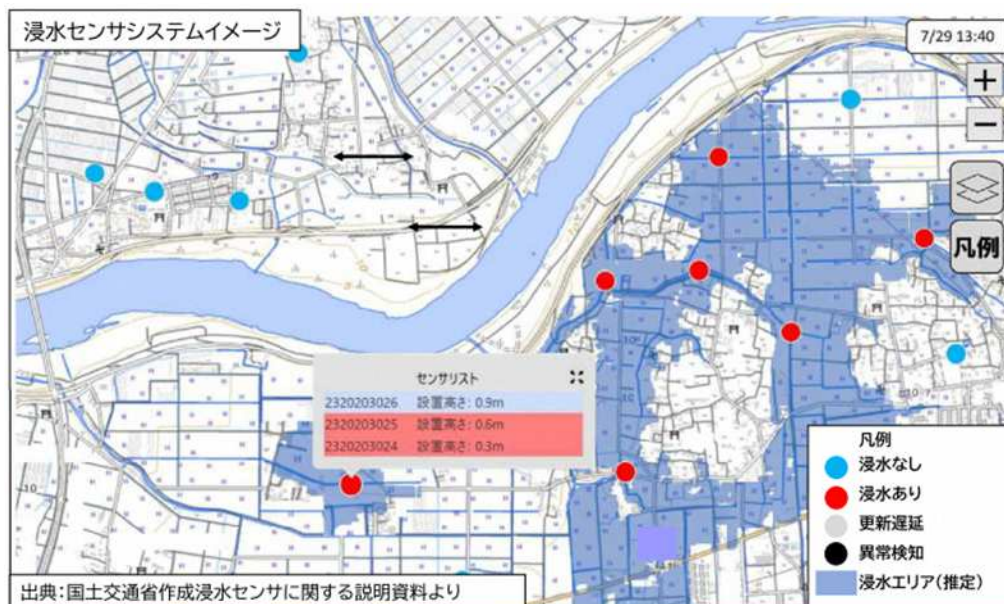 浸水センサシステムイメージ
7/29 13:40
+
−
凡例
センサリスト
2320203026 設置高さ: 0.9m
2320203025 設置高さ: 0.6m
2320203024 設置高さ: 0.3m
凡例
浸水なし
浸水あり
更新遅延
異常検知
浸水エリア(推定)
出典:国土交通省作成浸水センサに関する説明資料より